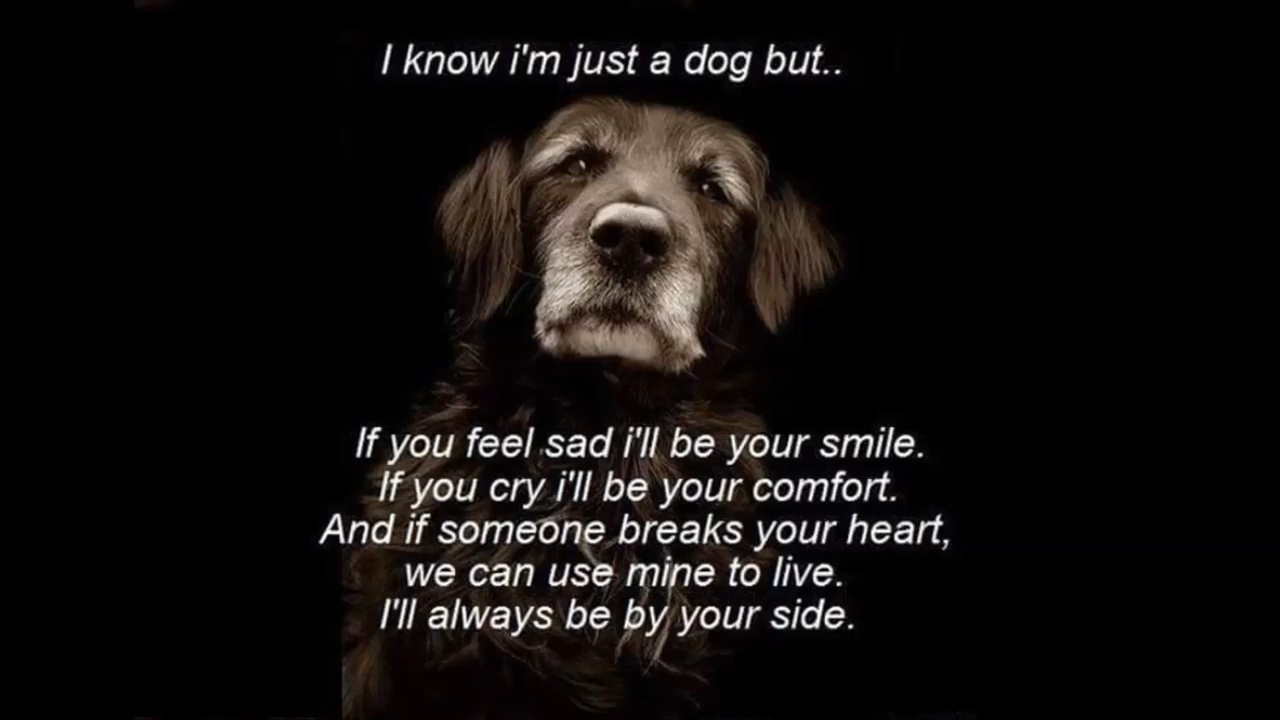 I know i'm just a dog but..
If you feel sad i'll be your smile.
If you cry i'll be your comfort.
And if someone breaks your heart,
we can use mine to live.
I'll always be by your side.